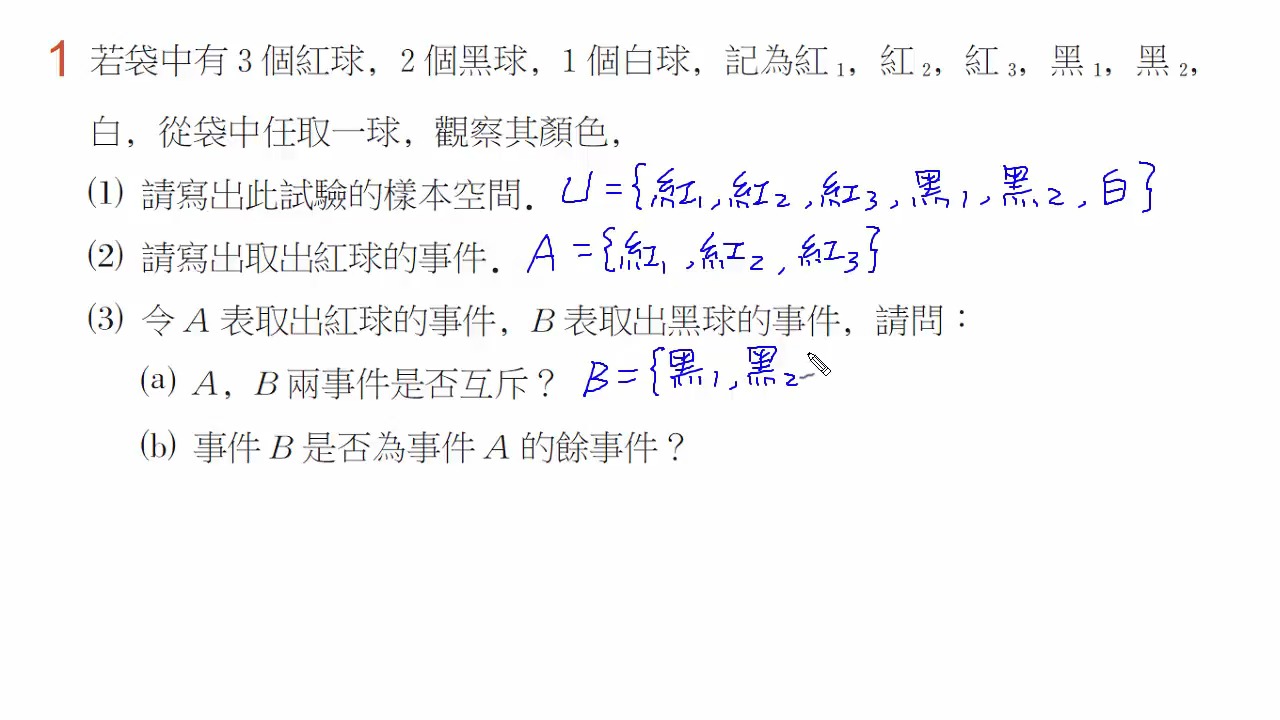 1 若袋中有 3 個紅球，2 個黑球，1 個白球，記為紅₁，紅₂，紅₃，黑₁，黑₂，
白，從袋中任取一球，觀察其顏色，
(1) 請寫出此試驗的樣本空間．U={紅₁,紅₂,紅₃,黑₁,黑₂,白}
(2) 請寫出取出紅球的事件．A={紅₁,紅₂,紅₃}
(3) 令 A 表取出紅球的事件，B 表取出黑球的事件，請問：
(a) A，B 兩事件是否互斥？ B={黑₁,黑₂
(b) 事件 B 是否為事件 A 的餘事件？